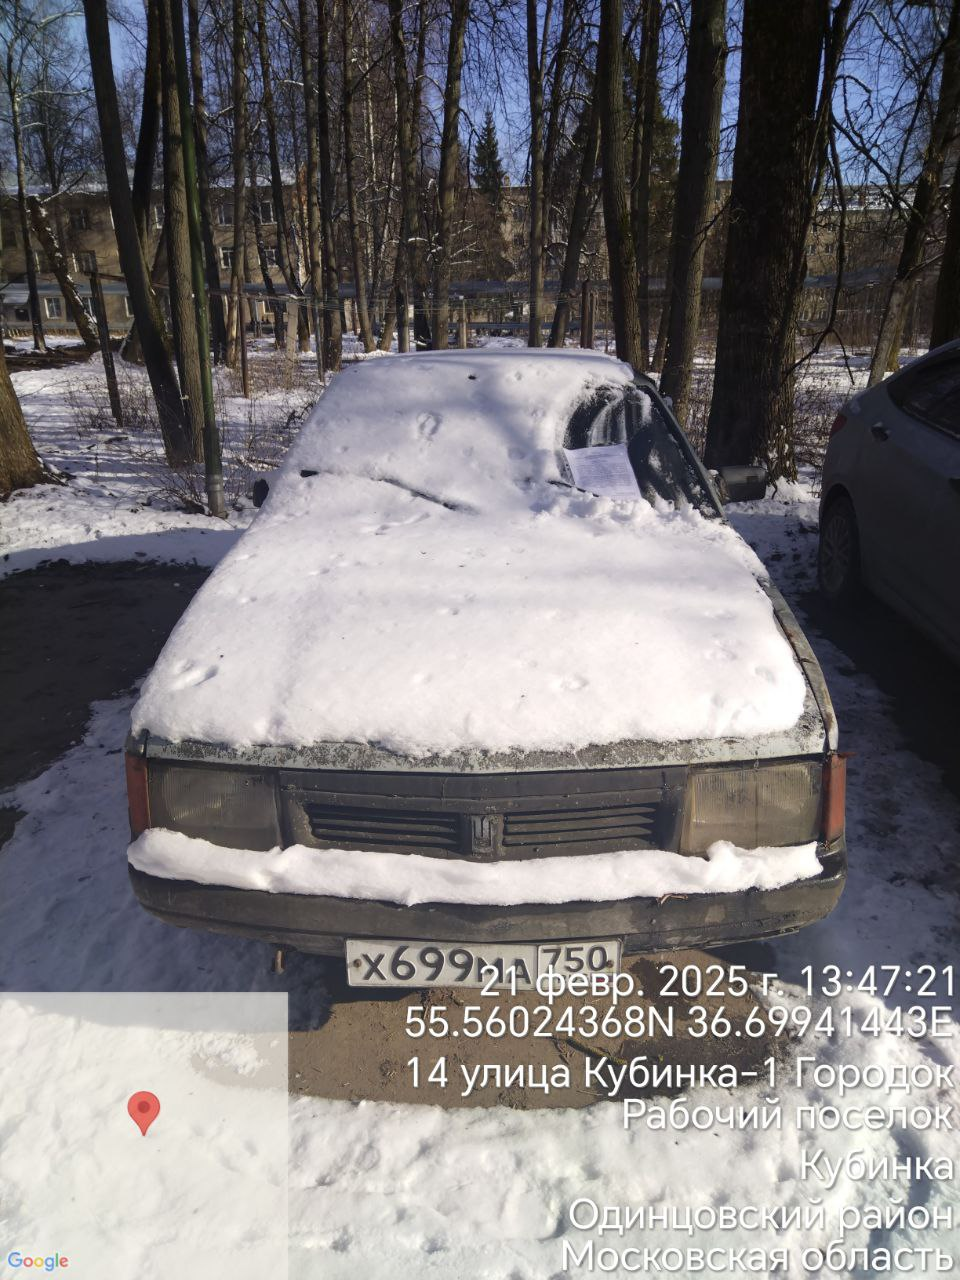 х699МА 750
21 февр. 2025 г. 13:47:21
55.56024368N 36.69941443E
14 улица Кубинка-1 Городок
Рабочий поселок
Кубинка
Одинцовский район
Московская область
Google